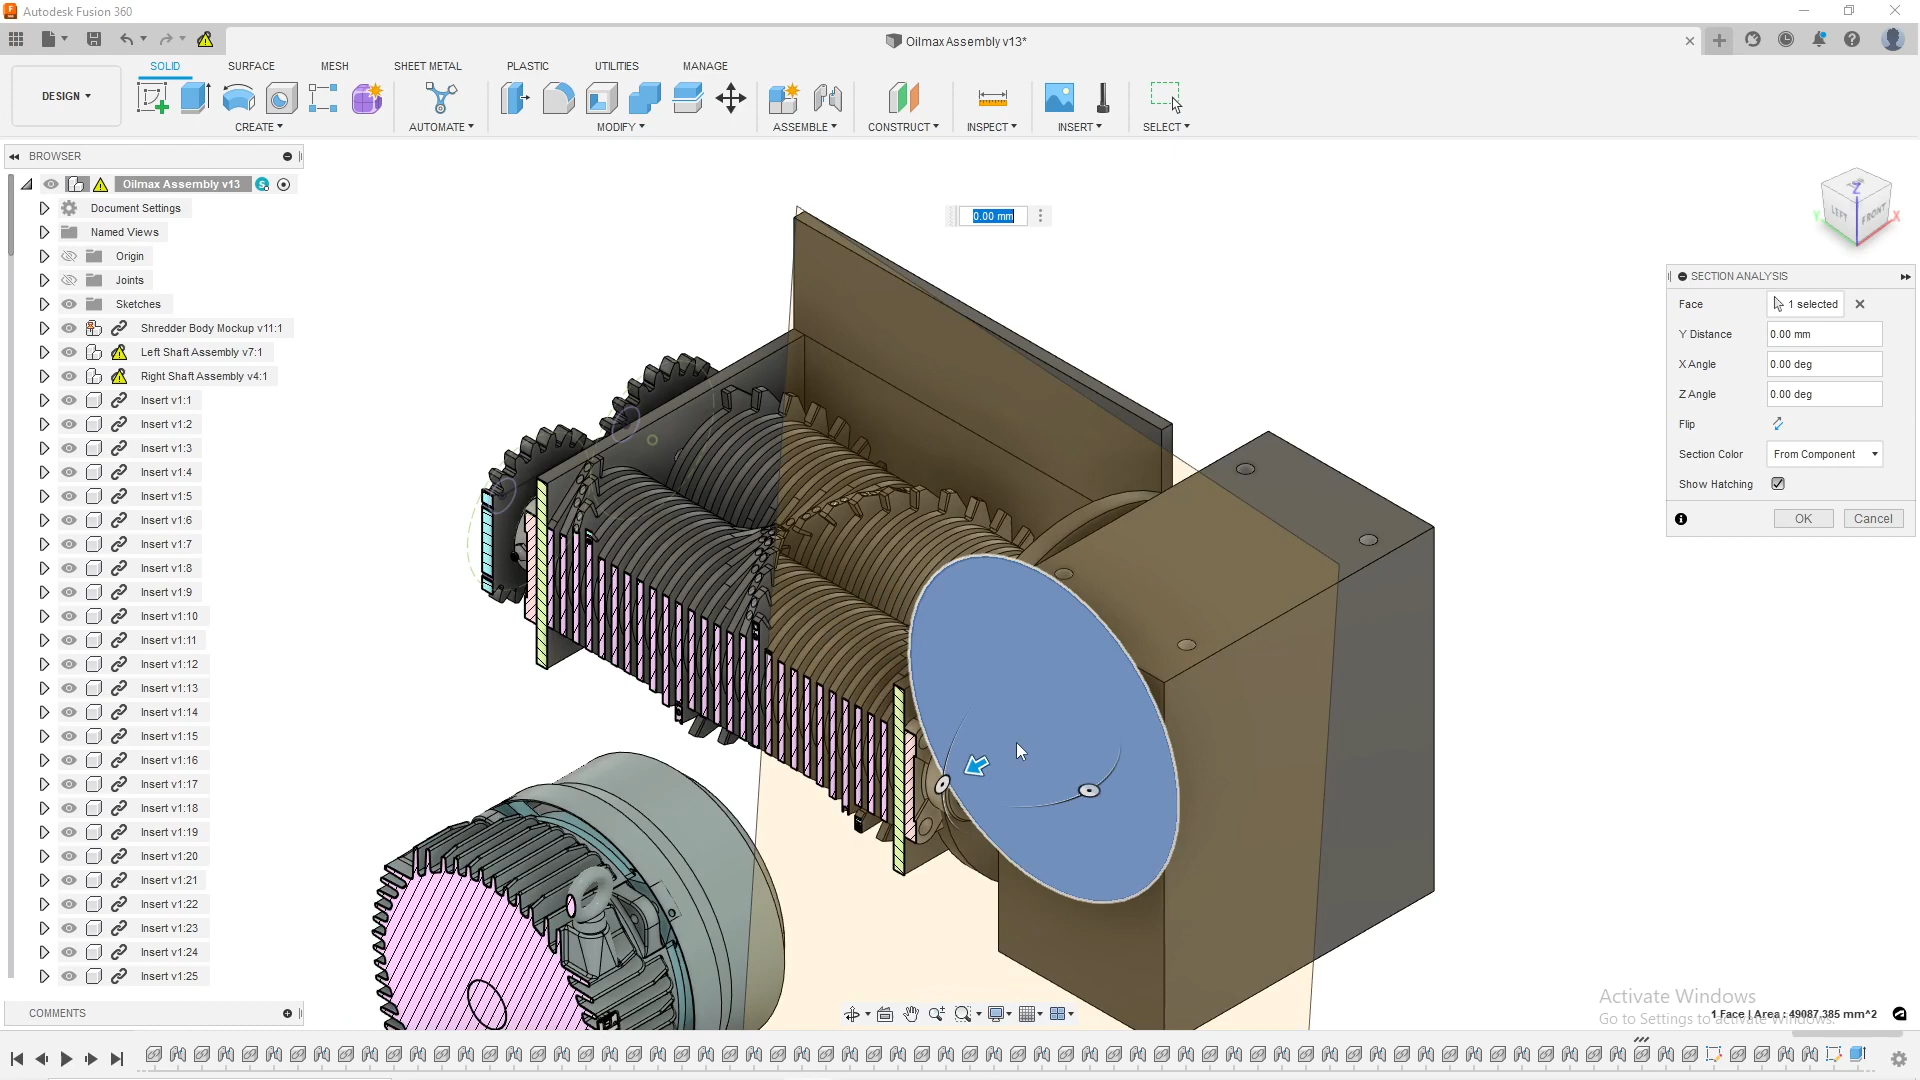 Autodesk Fusion 360
Oilmax Assembly v13*
DESIGN
SOLID
SURFACE
MESH
SHEET METAL
PLASTIC
UTILITIES
MANAGE
CREATE
AUTOMATE
MODIFY
ASSEMBLE
CONSTRUCT
INSPECT
INSERT
SELECT
BROWSER
Oilmax Assembly v13
Document Settings
Named Views
Origin
Joints
Sketches
Shredder Body Mockup v11:1
Left Shaft Assembly v7:1
Right Shaft Assembly v4:1
Insert v1:1
Insert v1:2
Insert v1:3
Insert v1:4
Insert v1:5
Insert v1:6
Insert v1:7
Insert v1:8
Insert v1:9
Insert v1:10
Insert v1:11
Insert v1:12
Insert v1:13
Insert v1:14
Insert v1:15
Insert v1:16
Insert v1:17
Insert v1:18
Insert v1:19
Insert v1:20
Insert v1:21
Insert v1:22
Insert v1:23
Insert v1:24
Insert v1:25
COMMENTS
0.00 mm
Z
LEFT
FRONT
Y
X
SECTION ANALYSIS
Face 1 selected
Y Distance 0.00 mm
X Angle 0.00 deg
Z Angle 0.00 deg
Flip
Section Color From Component
Show Hatching
OK Cancel
Activate Windows
Go to Settings to activate Windows.
1 Face | Area : 49087.385 mm^2